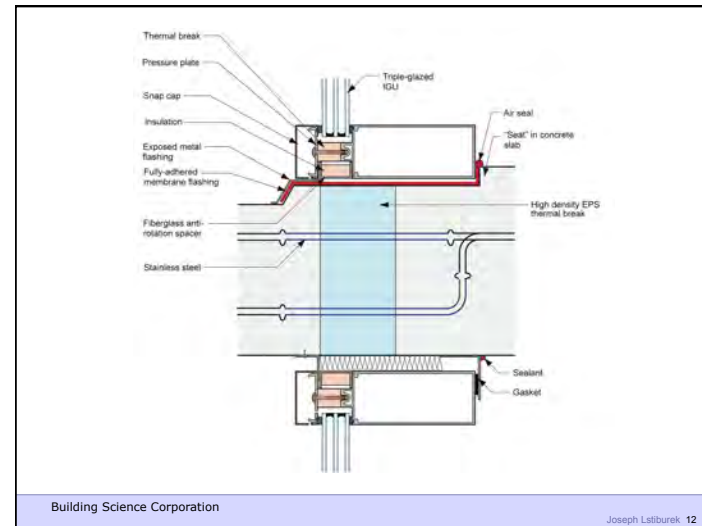 Thermal break
Pressure plate
Snap cap
Insulation
Exposed metal
flashing
Fully-adhered
membrane flashing
Fiberglass anti-
rotation spacer
Stainless steel
Triple-glazed
IGU
Air seal
"Seat" in concrete
slab
High density EPS
thermal break
Sealant
Gasket
Building Science Corporation
Joseph Lstiburek 12